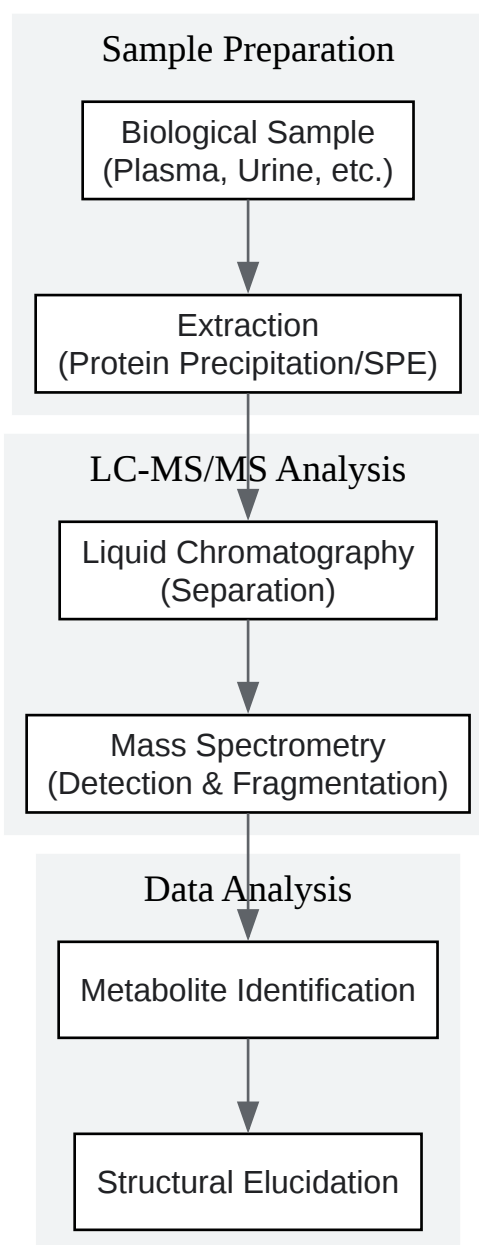 Sample Preparation
Biological Sample
(Plasma, Urine, etc.)
Extraction
(Protein Precipitation/SPE)
LC-MS/MS Analysis
Liquid Chromatography
(Separation)
Mass Spectrometry
(Detection & Fragmentation)
Data Analysis
Metabolite Identification
Structural Elucidation